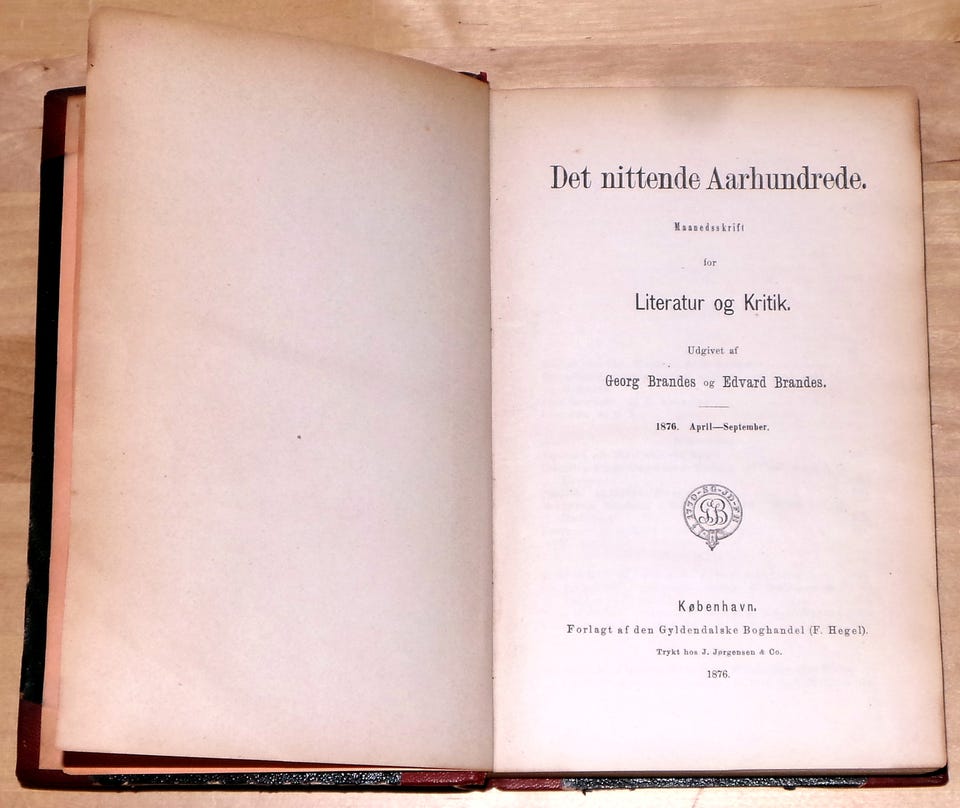 Det nittende Aarhundrede.
Maanedsskrift
for
Literatur og Kritik.
Udgivet af
Georg Brandes og Edvard Brandes.
1876. April—September.
København.
Forlagt af den Gyldendalske Boghandel (F. Hegel).
Trykt hos J. Jørgensen & Co.
1876.